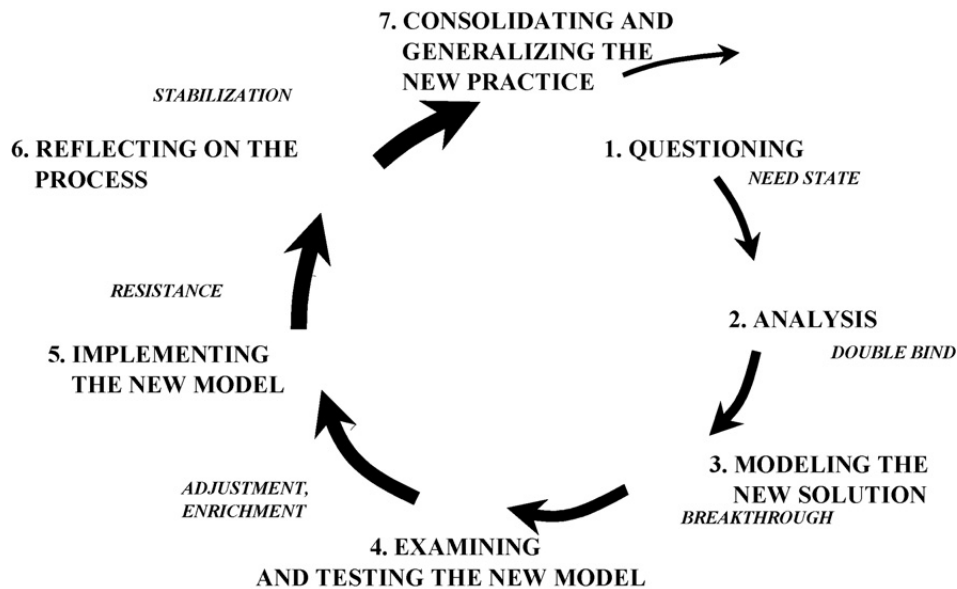 7. CONSOLIDATING AND
GENERALIZING THE
NEW PRACTICE
STABILIZATION
6. REFLECTING ON THE
PROCESS
1. QUESTIONING
NEED STATE
RESISTANCE
2. ANALYSIS
DOUBLE BIND
5. IMPLEMENTING
THE NEW MODEL
3. MODELING THE
NEW SOLUTION
BREAKTHROUGH
ADJUSTMENT,
ENRICHMENT
4. EXAMINING
AND TESTING THE NEW MODEL